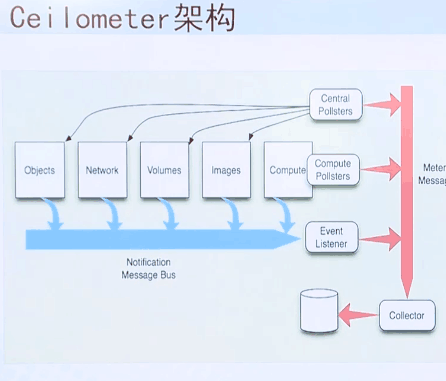 Ceilometer架构
Central
Pollsters
Objects
Network
Volumes
Images
Compute
Compute
Pollsters
Meter
Messa
Event
Listener
Notification
Message Bus
Collector